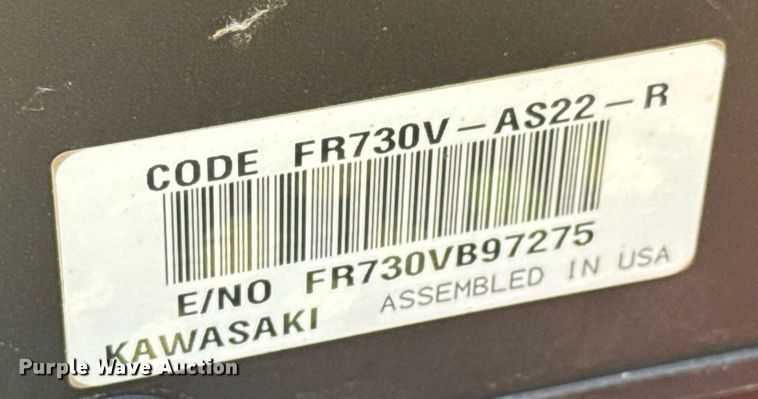 CODE FR730V-AS22-R
E/NO FR730VB97275
KAWASAKI ASSEMBLED IN USA
Purple Wave Auction